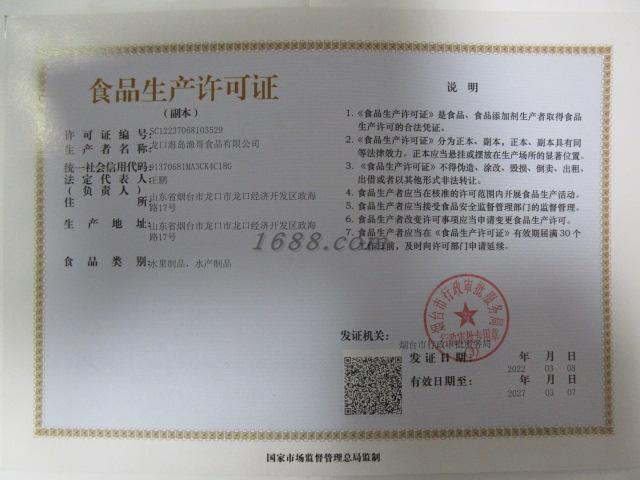 食品生产许可证
（副本）
许可证编号: SC12237068103529
生产者名称: 龙口海岛渔哥食品有限公司
统一社会信用代码: 91370681MA3CK4C18G
法定代表人: 王鹏
（负责人）
住所: 山东省烟台市龙口市龙口经济开发区政海
路17号
生产地址: 山东省烟台市龙口市龙口经济开发区政海
路17号
食品类别: 水果制品，水产制品
说明
1.《食品生产许可证》是食品、食品添加剂生产者取得食品
生产许可的合法凭证。
2.《食品生产许可证》分为正本、副本，正本、副本具有同
等法律效力。正本应当悬挂或摆放在生产场所的显著位置。
3.《食品生产许可证》不得伪造、涂改、毁损、倒卖、出租、
出借或者以其他形式非法转让。
4.食品生产者应当在核准的许可范围内开展食品生产活动。
5.食品生产者应当接受食品安全监督管理部门的监督管理。
6.食品生产者改变许可事项应当申请变更食品生产许可。
7.食品生产者应当在《食品生产许可证》有效期届满30个
工作日前，及时向许可部门申请延续。
1688.com
发证机关: 烟台市行政审批服务局
烟台市行政审批服务局
行政审批专用章
(3)
发证日期: 2022 年 03 月 08 日
有效日期至: 2027 年 03 月 07 日
国家市场监督管理总局监制